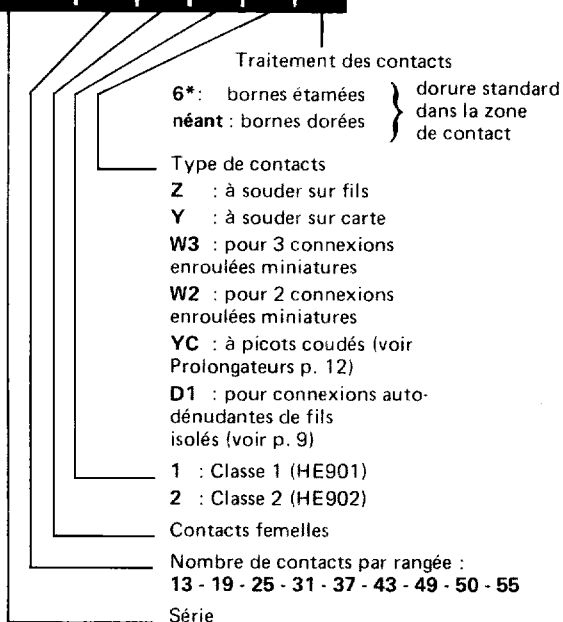 Traitement des contacts
6* : bornes étamées
néant : bornes dorées
dorure standard
dans la zone
de contact
Type de contacts
Z : à souder sur fils
Y : à souder sur carte
W3 : pour 3 connexions
enroulées miniatures
W2 : pour 2 connexions
enroulées miniatures
YC : à picots coudés (voir
Prolongateurs p. 12)
D1 : pour connexions auto-
dénudantes de fils
isolés (voir p. 9)
1 : Classe 1 (HE901)
2 : Classe 2 (HE902)
Contacts femelles
Nombre de contacts par rangée :
13 - 19 - 25 - 31 - 37 - 43 - 49 - 50 - 55
Série